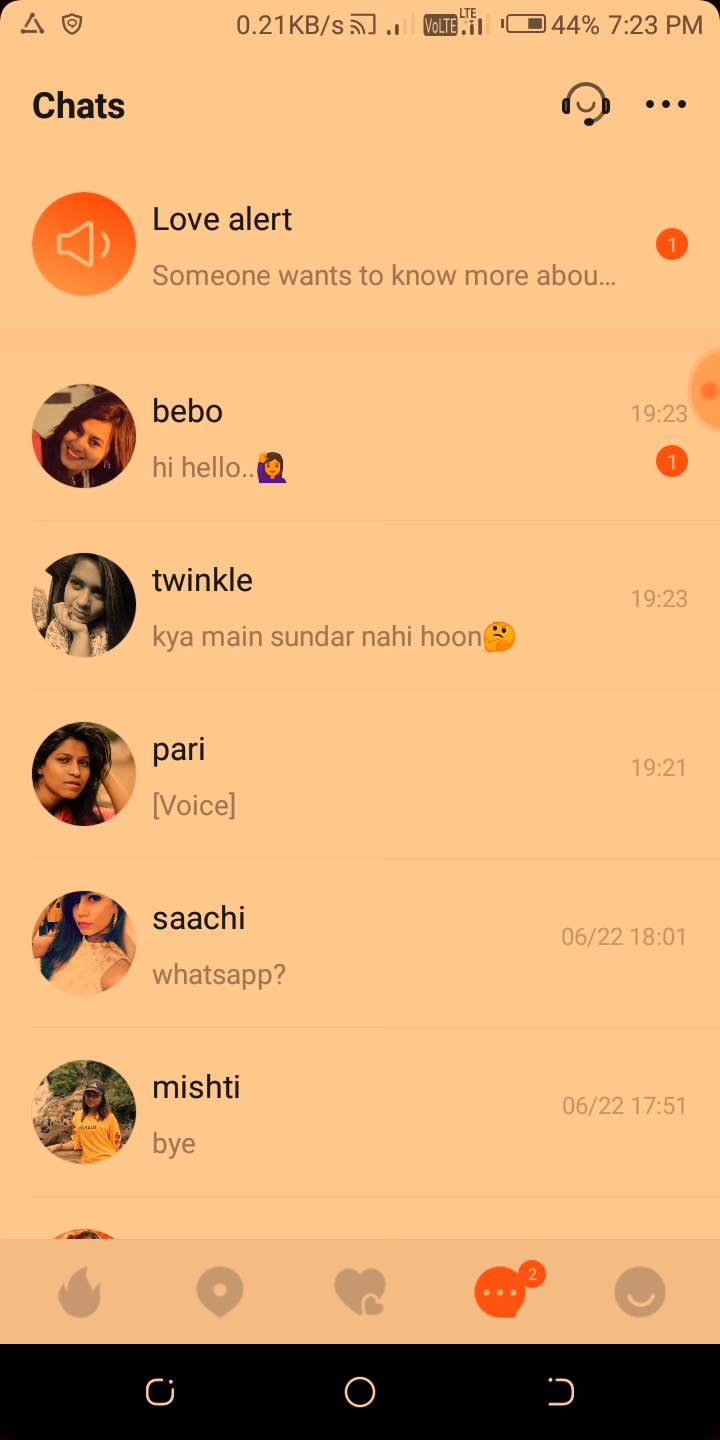 0.21KB/s VoLTE LTE 44% 7:23 PM
Chats
Love alert
Someone wants to know more abou...
1
bebo
19:23
hi hello..🙋‍♀️
1
twinkle
19:23
kya main sundar nahi hoon🤔
pari
19:21
[Voice]
saachi
06/22 18:01
whatsapp?
mishti
06/22 17:51
bye
2